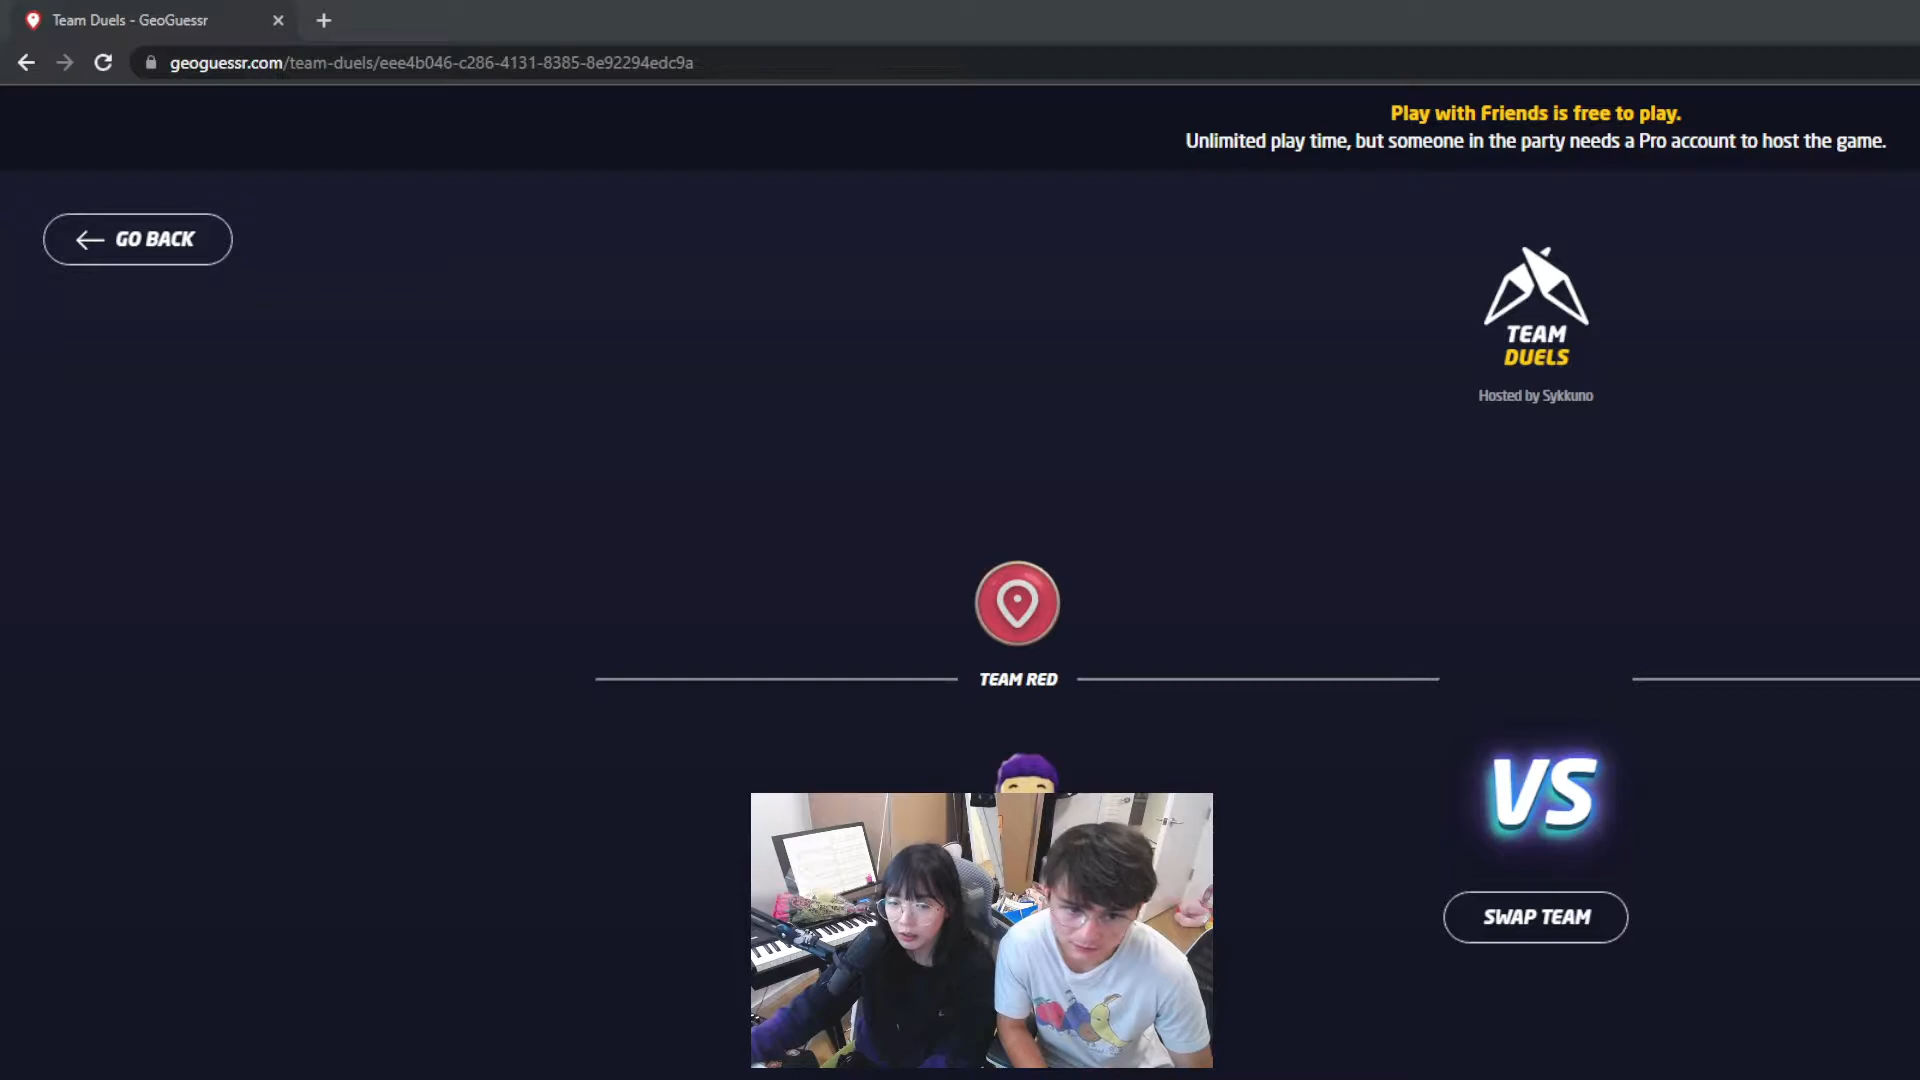 Team Duels - GeoGuessr
geoguessr.com/team-duels/eee4b046-c286-4131-8385-8e92294edc9a
Play with Friends is free to play.
Unlimited play time, but someone in the party needs a Pro account to host the game.
GO BACK
TEAM
DUELS
Hosted by Sykkuno
TEAM RED
VS
SWAP TEAM